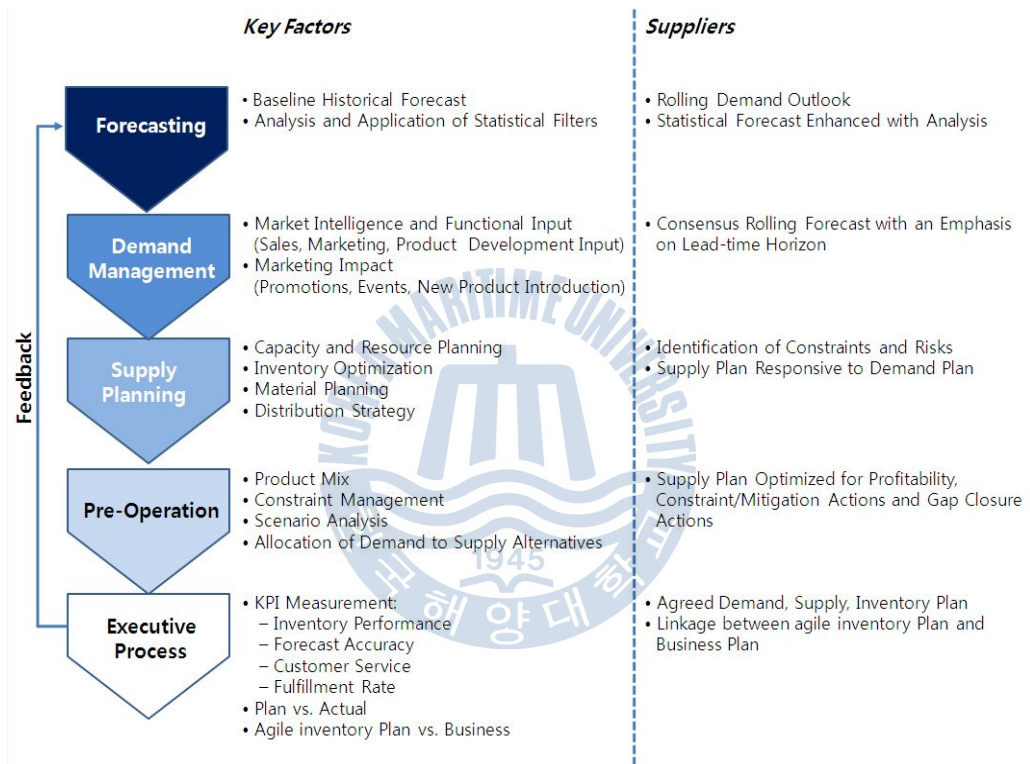 Key Factors
Suppliers
Forecasting
• Baseline Historical Forecast
• Analysis and Application of Statistical Filters
• Rolling Demand Outlook
• Statistical Forecast Enhanced with Analysis
Demand
Management
• Market Intelligence and Functional Input
(Sales, Marketing, Product Development Input)
• Marketing Impact
(Promotions, Events, New Product Introduction)
• Consensus Rolling Forecast with an Emphasis
on Lead-time Horizon
Supply
Planning
• Capacity and Resource Planning
• Inventory Optimization
• Material Planning
• Distribution Strategy
• Identification of Constraints and Risks
• Supply Plan Responsive to Demand Plan
Pre-Operation
• Product Mix
• Constraint Management
• Scenario Analysis
• Allocation of Demand to Supply Alternatives
• Supply Plan Optimized for Profitability,
Constraint/Mitigation Actions and Gap Closure
Actions
Executive
Process
• KPI Measurement:
– Inventory Performance
– Forecast Accuracy
– Customer Service
– Fulfillment Rate
• Plan vs. Actual
• Agile inventory Plan vs. Business
• Agreed Demand, Supply, Inventory Plan
• Linkage between agile inventory Plan and
Business Plan
Feedback
KOREA MARITIME UNIVERSITY
1945
한국해양대학교